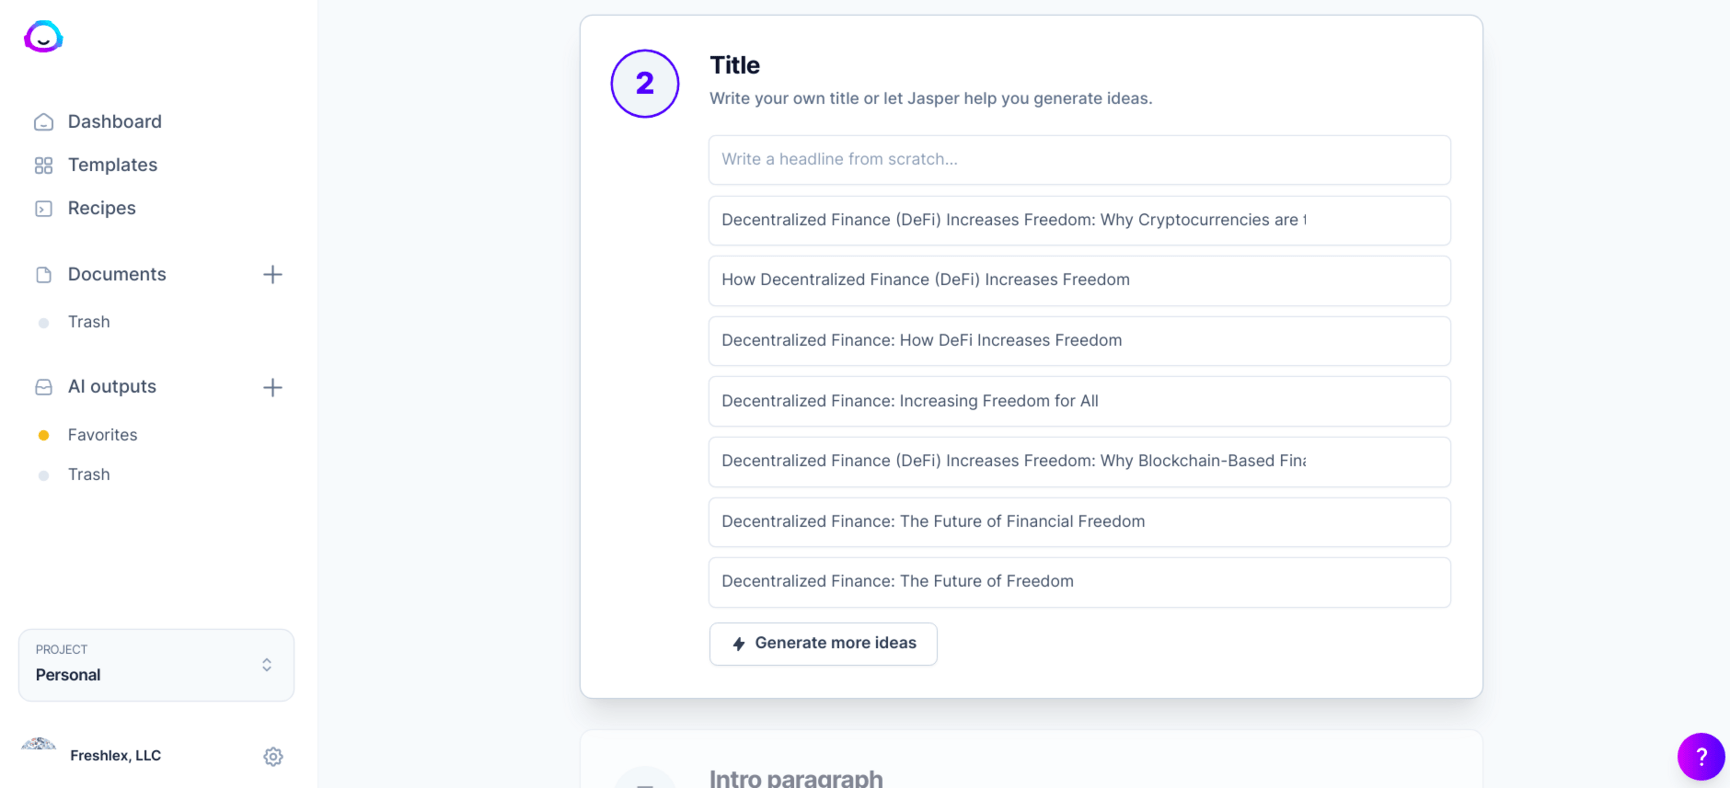 Dashboard
Templates
Recipes
Documents
Trash
AI outputs
Favorites
Trash
PROJECT
Personal
Freshlex, LLC
2
Title
Write your own title or let Jasper help you generate ideas.
Write a headline from scratch...
Decentralized Finance (DeFi) Increases Freedom: Why Cryptocurrencies are
How Decentralized Finance (DeFi) Increases Freedom
Decentralized Finance: How DeFi Increases Freedom
Decentralized Finance: Increasing Freedom for All
Decentralized Finance (DeFi) Increases Freedom: Why Blockchain-Based
Decentralized Finance: The Future of Financial Freedom
Decentralized Finance: The Future of Freedom
Generate more ideas
Intro paragraph
?